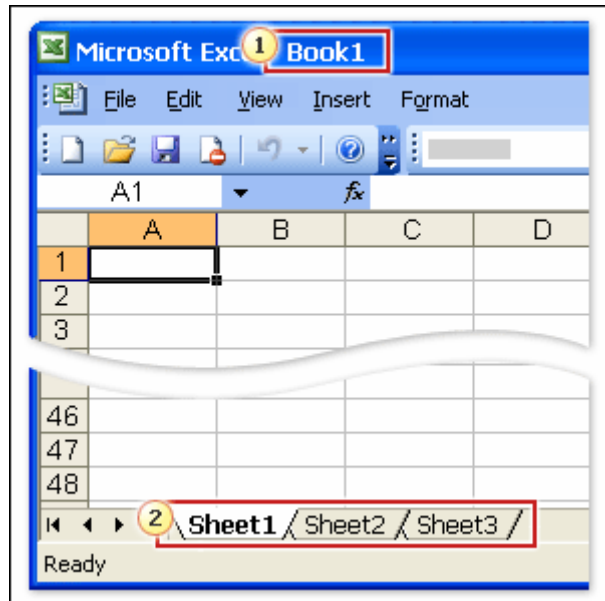 Microsoft Exc 1 Book1
File Edit View Insert Format
A1 fx
A B C D
1
2
3
46
47
48
2 Sheet1 Sheet2 Sheet3
Ready